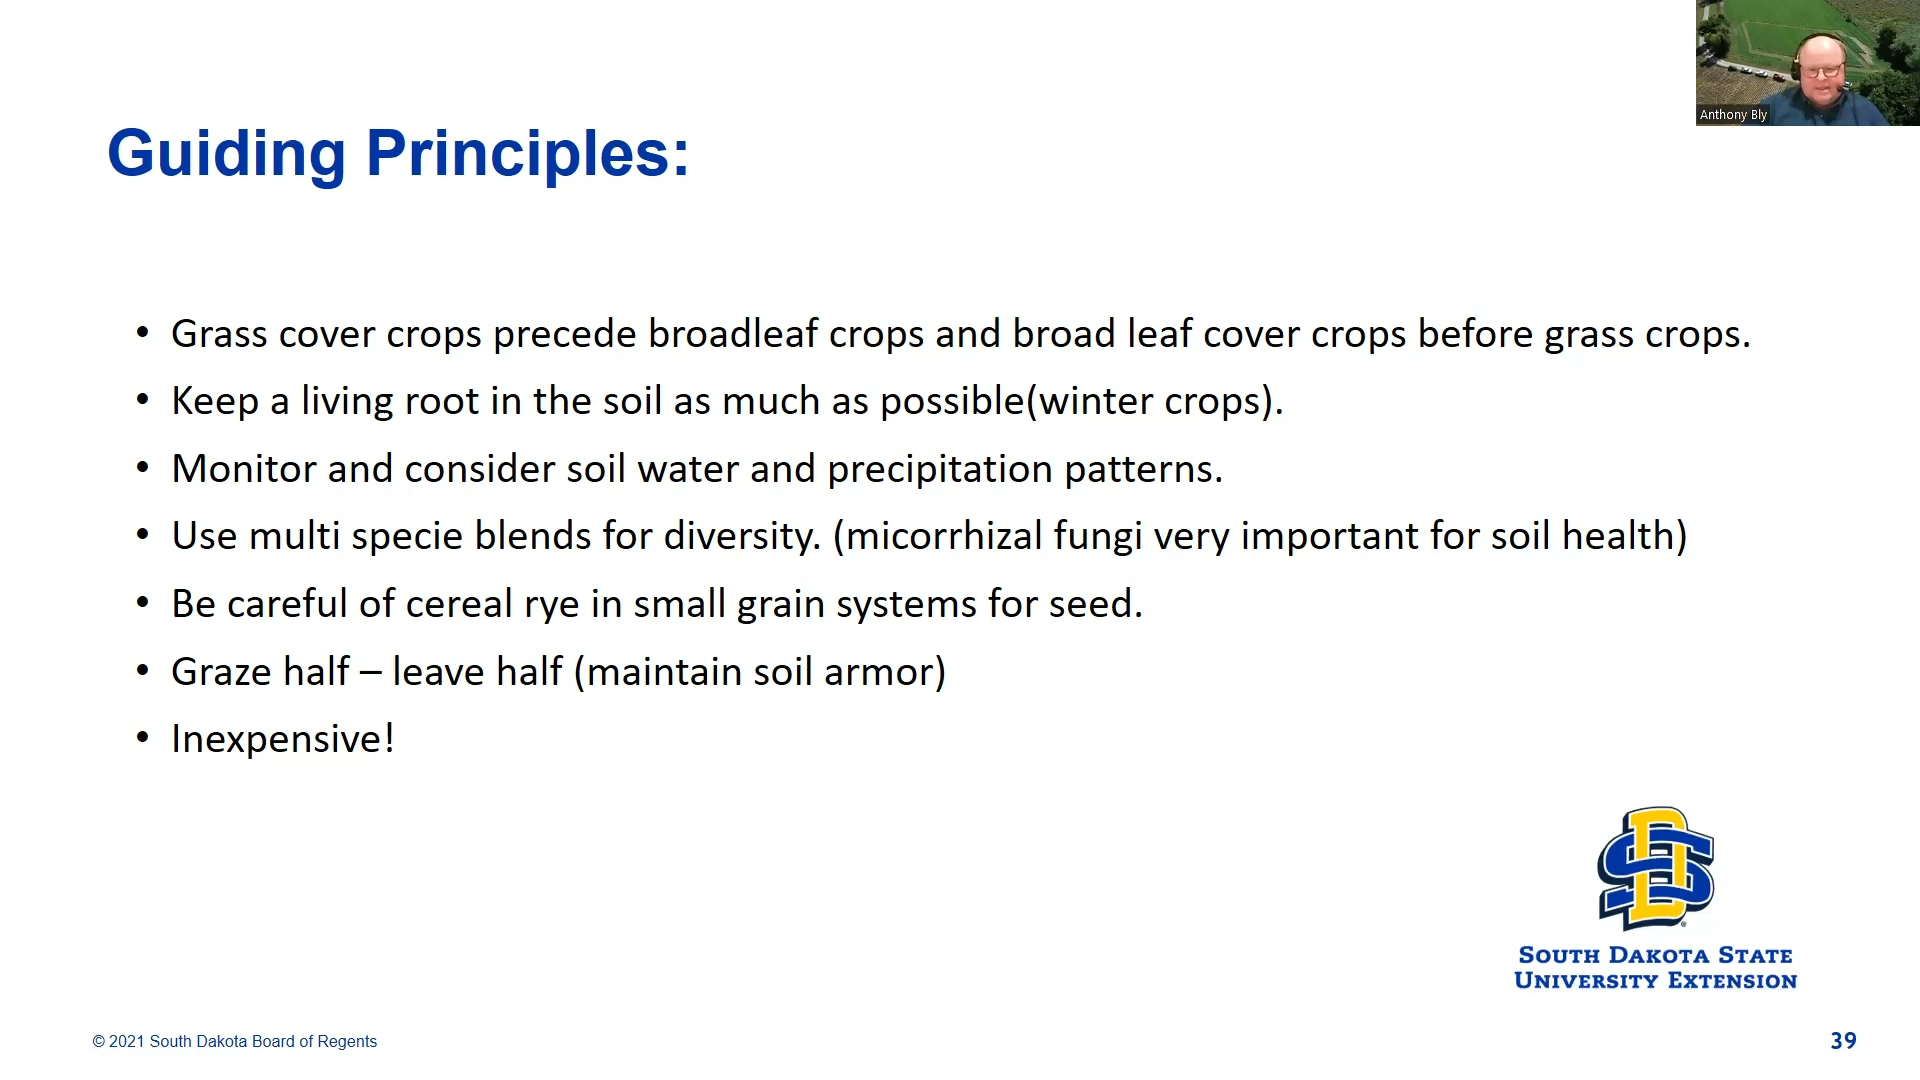 Anthony Bly
Guiding Principles:
• Grass cover crops precede broadleaf crops and broad leaf cover crops before grass crops.
• Keep a living root in the soil as much as possible(winter crops).
• Monitor and consider soil water and precipitation patterns.
• Use multi specie blends for diversity. (micorrhizal fungi very important for soil health)
• Be careful of cereal rye in small grain systems for seed.
• Graze half – leave half (maintain soil armor)
• Inexpensive!
SD
SOUTH DAKOTA STATE
UNIVERSITY EXTENSION
© 2021 South Dakota Board of Regents
39